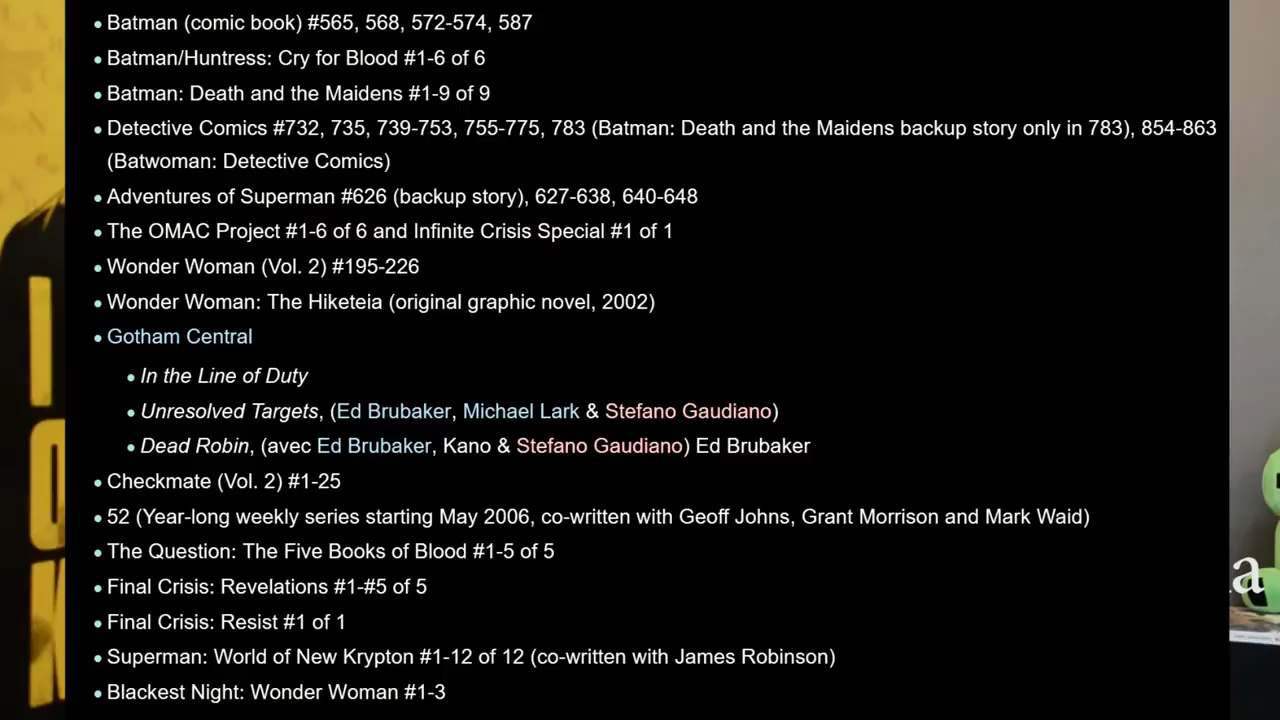 Batman (comic book) #565, 568, 572-574, 587
Batman/Huntress: Cry for Blood #1-6 of 6
Batman: Death and the Maidens #1-9 of 9
Detective Comics #732, 735, 739-753, 755-775, 783 (Batman: Death and the Maidens backup story only in 783), 854-863
(Batwoman: Detective Comics)
Adventures of Superman #626 (backup story), 627-638, 640-648
The OMAC Project #1-6 of 6 and Infinite Crisis Special #1 of 1
Wonder Woman (Vol. 2) #195-226
Wonder Woman: The Hiketeia (original graphic novel, 2002)
Gotham Central
In the Line of Duty
Unresolved Targets, (Ed Brubaker, Michael Lark & Stefano Gaudiano)
Dead Robin, (avec Ed Brubaker, Kano & Stefano Gaudiano) Ed Brubaker
Checkmate (Vol. 2) #1-25
52 (Year-long weekly series starting May 2006, co-written with Geoff Johns, Grant Morrison and Mark Waid)
The Question: The Five Books of Blood #1-5 of 5
Final Crisis: Revelations #1-#5 of 5
Final Crisis: Resist #1 of 1
Superman: World of New Krypton #1-12 of 12 (co-written with James Robinson)
Blackest Night: Wonder Woman #1-3